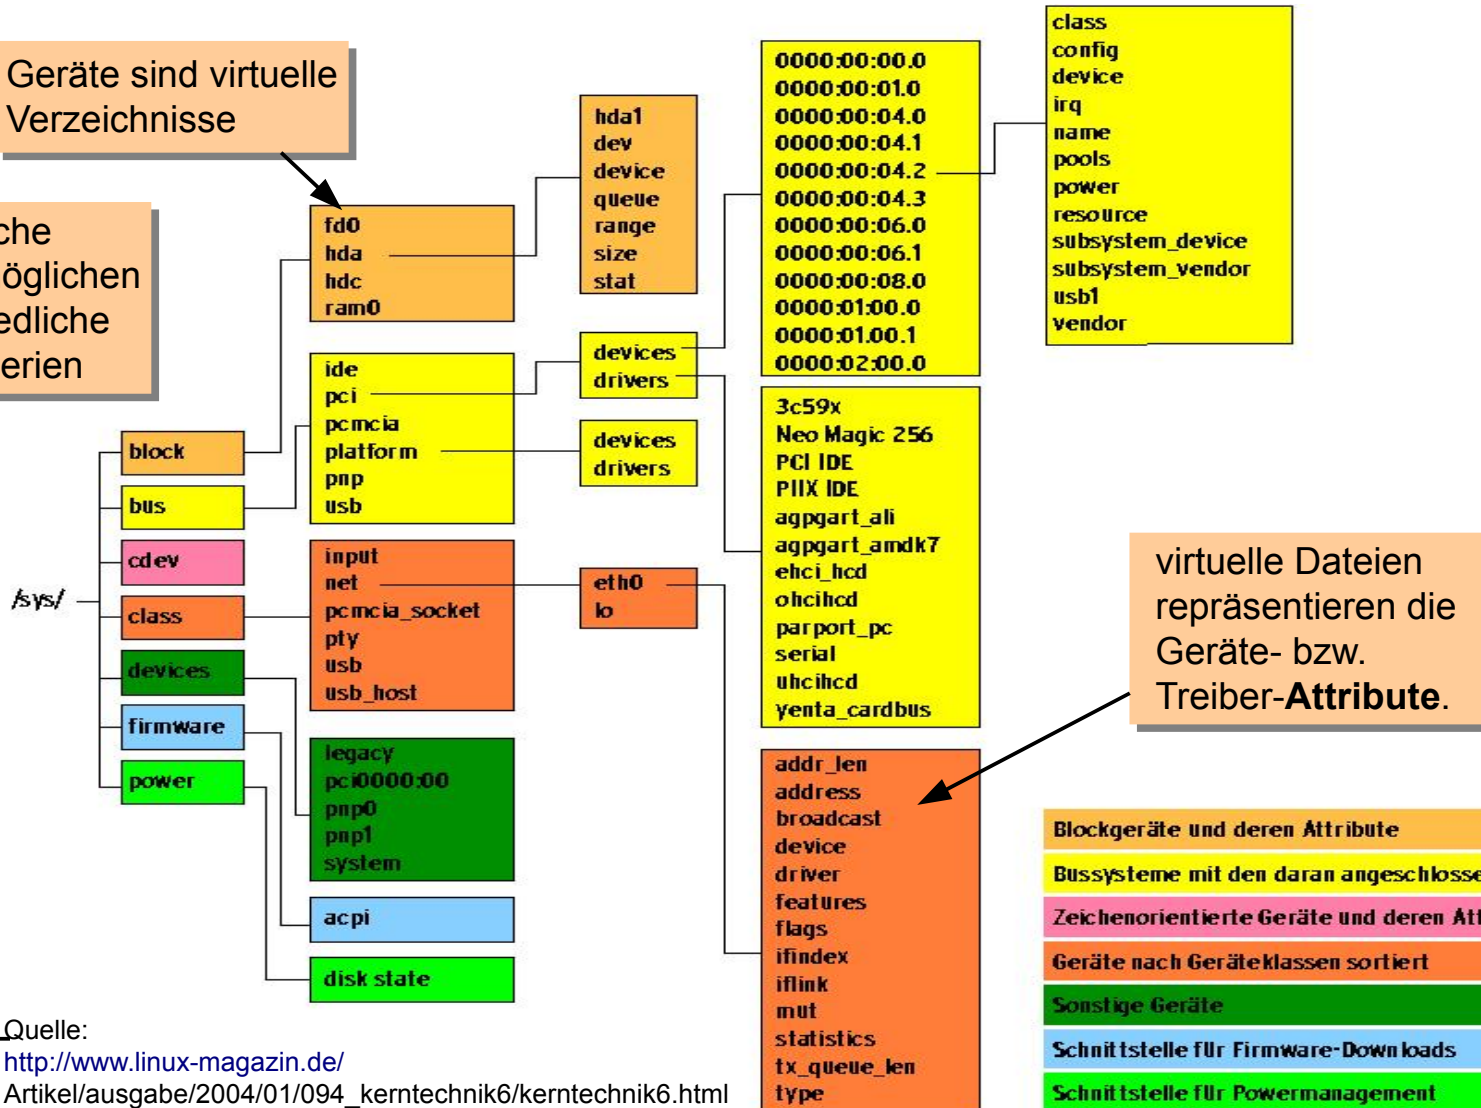 Geräte sind virtuelle
Verzeichnisse
che
öglichen
edliche
erien
/sys/
block
bus
cdev
class
devices
firmware
power
fd0
hda
hdc
ram0
ide
pci
pcmcia
platform
pnp
usb
input
net
pcmcia_socket
pty
usb
usb_host
legacy
pci0000:00
pnp0
pnp1
system
acpi
disk state
hda1
dev
device
queue
range
size
stat
devices
drivers
devices
drivers
eth0
lo
0000:00:00.0
0000:00:01.0
0000:00:04.0
0000:00:04.1
0000:00:04.2
0000:00:04.3
0000:00:06.0
0000:00:06.1
0000:00:08.0
0000:01:00.0
0000:01.00.1
0000:02:00.0
3c59x
Neo Magic 256
PCI IDE
PIIX IDE
agpgart_ali
agpgart_amdk7
ehci_hcd
ohcihcd
parport_pc
serial
uhcihcd
yenta_cardbus
addr_len
address
broadcast
device
driver
features
flags
ifindex
iflink
mut
statistics
tx_queue_len
type
class
config
device
irq
name
pools
power
resource
subsystem_device
subsystem_vendor
usb1
vendor
virtuelle Dateien
repräsentieren die
Geräte- bzw.
Treiber-Attribute.
Blockgeräte und deren Attribute
Bussysteme mit den daran angeschlosse
Zeichenorientierte Geräte und deren Att
Geräte nach Geräteklassen sortiert
Sonstige Geräte
Schnittstelle für Firmware-Downloads
Schnittstelle für Powermanagement
Quelle:
http://www.linux-magazin.de/
Artikel/ausgabe/2004/01/094_kerntechnik6/kerntechnik6.html